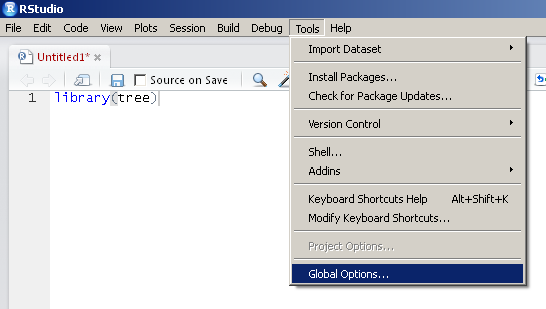 RStudio
File Edit Code View Plots Session Build Debug Tools Help
Untitled1*
Source on Save
1 library(tree)
Import Dataset
Install Packages...
Check for Package Updates...
Version Control
Shell...
Addins
Keyboard Shortcuts Help Alt+Shift+K
Modify Keyboard Shortcuts...
Project Options...
Global Options...